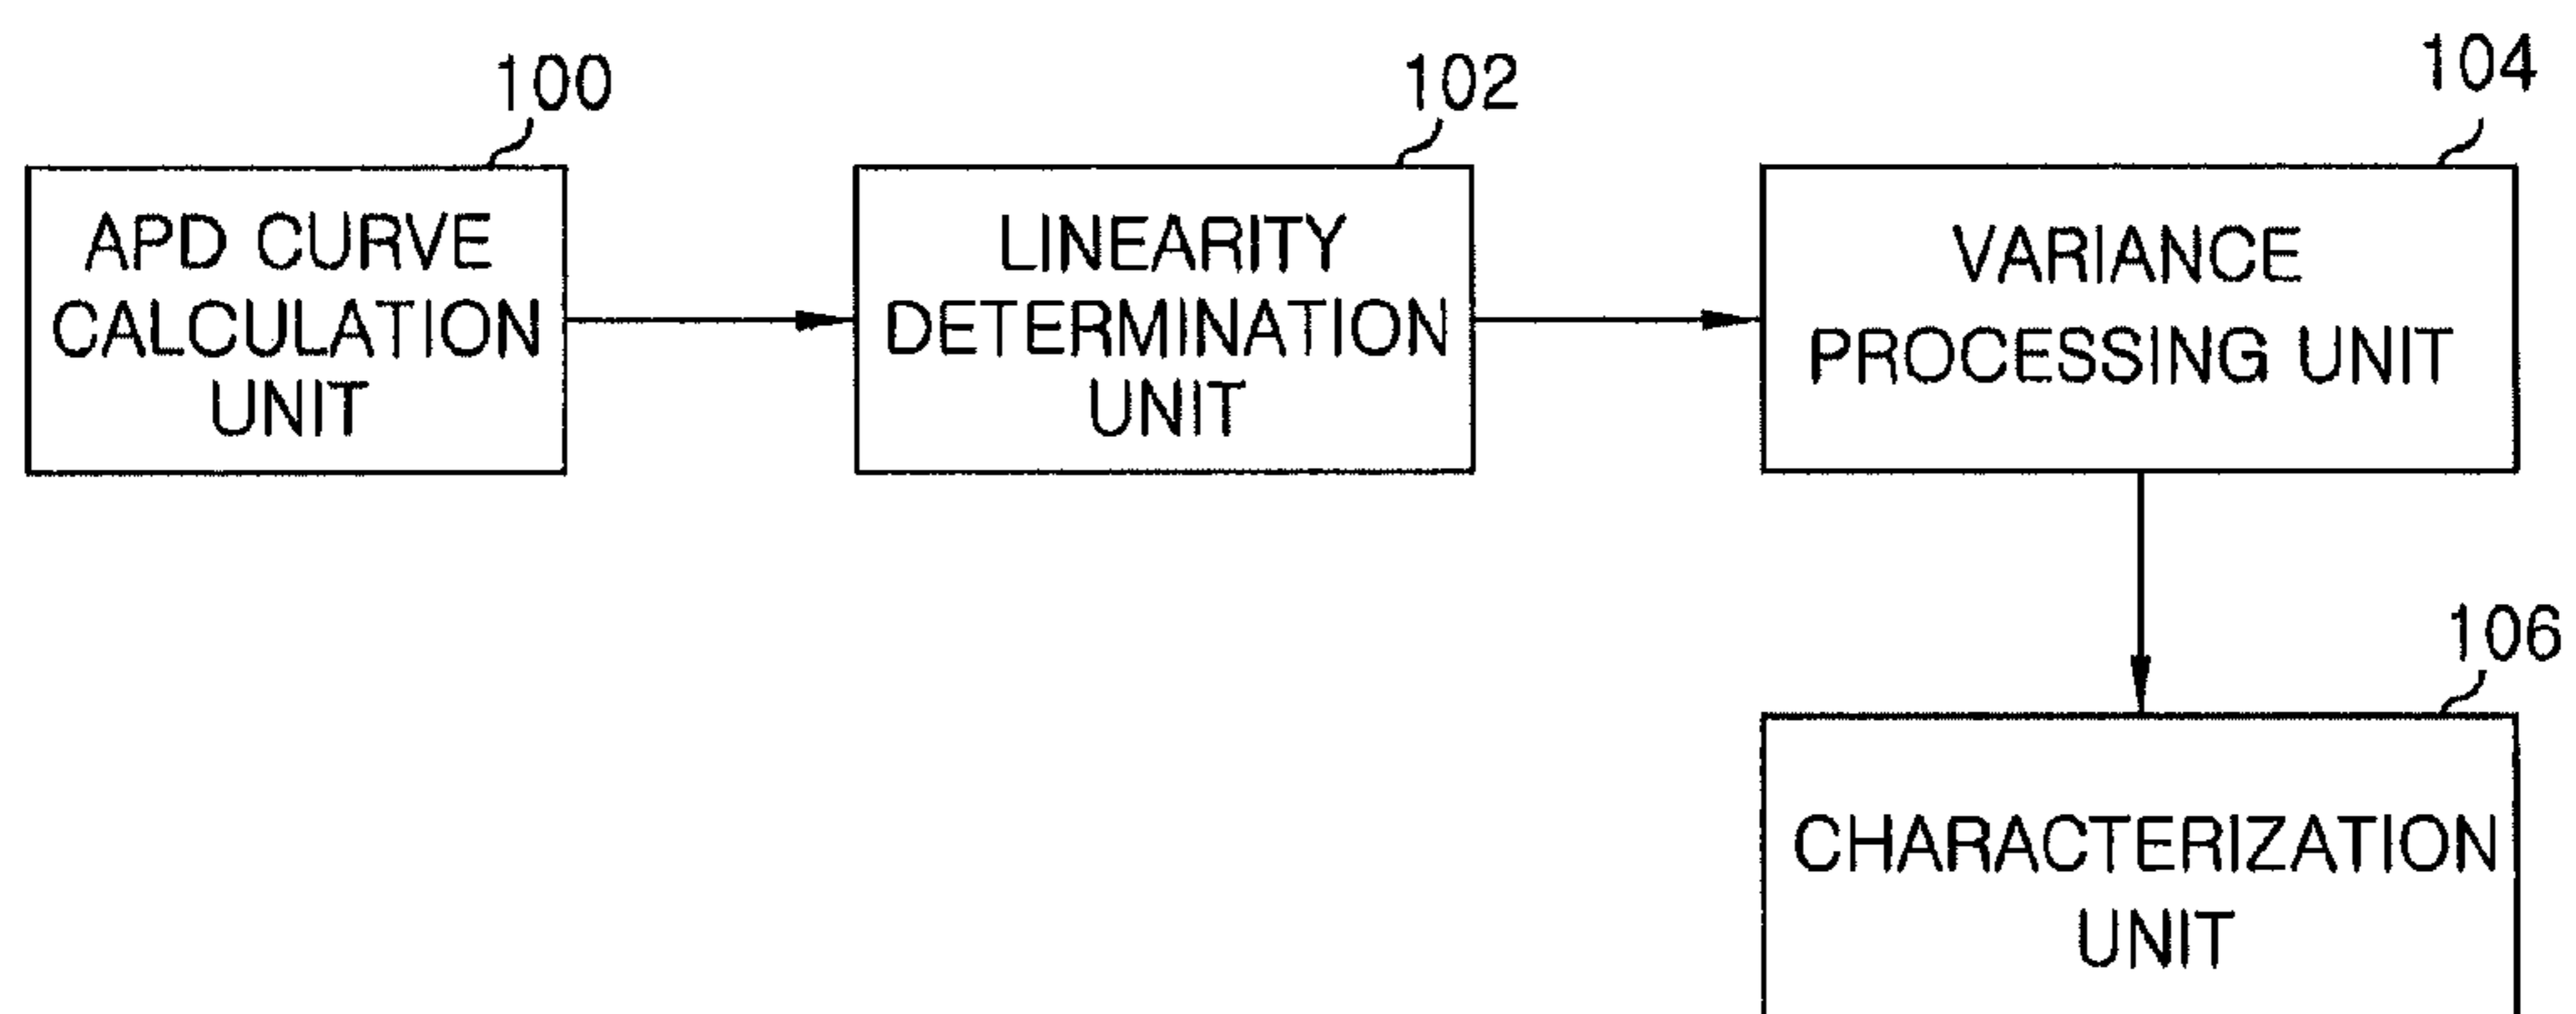 100
APD CURVE
CALCULATION
UNIT
102
LINEARITY
DETERMINATION
UNIT
104
VARIANCE
PROCESSING UNIT
106
CHARACTERIZATION
UNIT